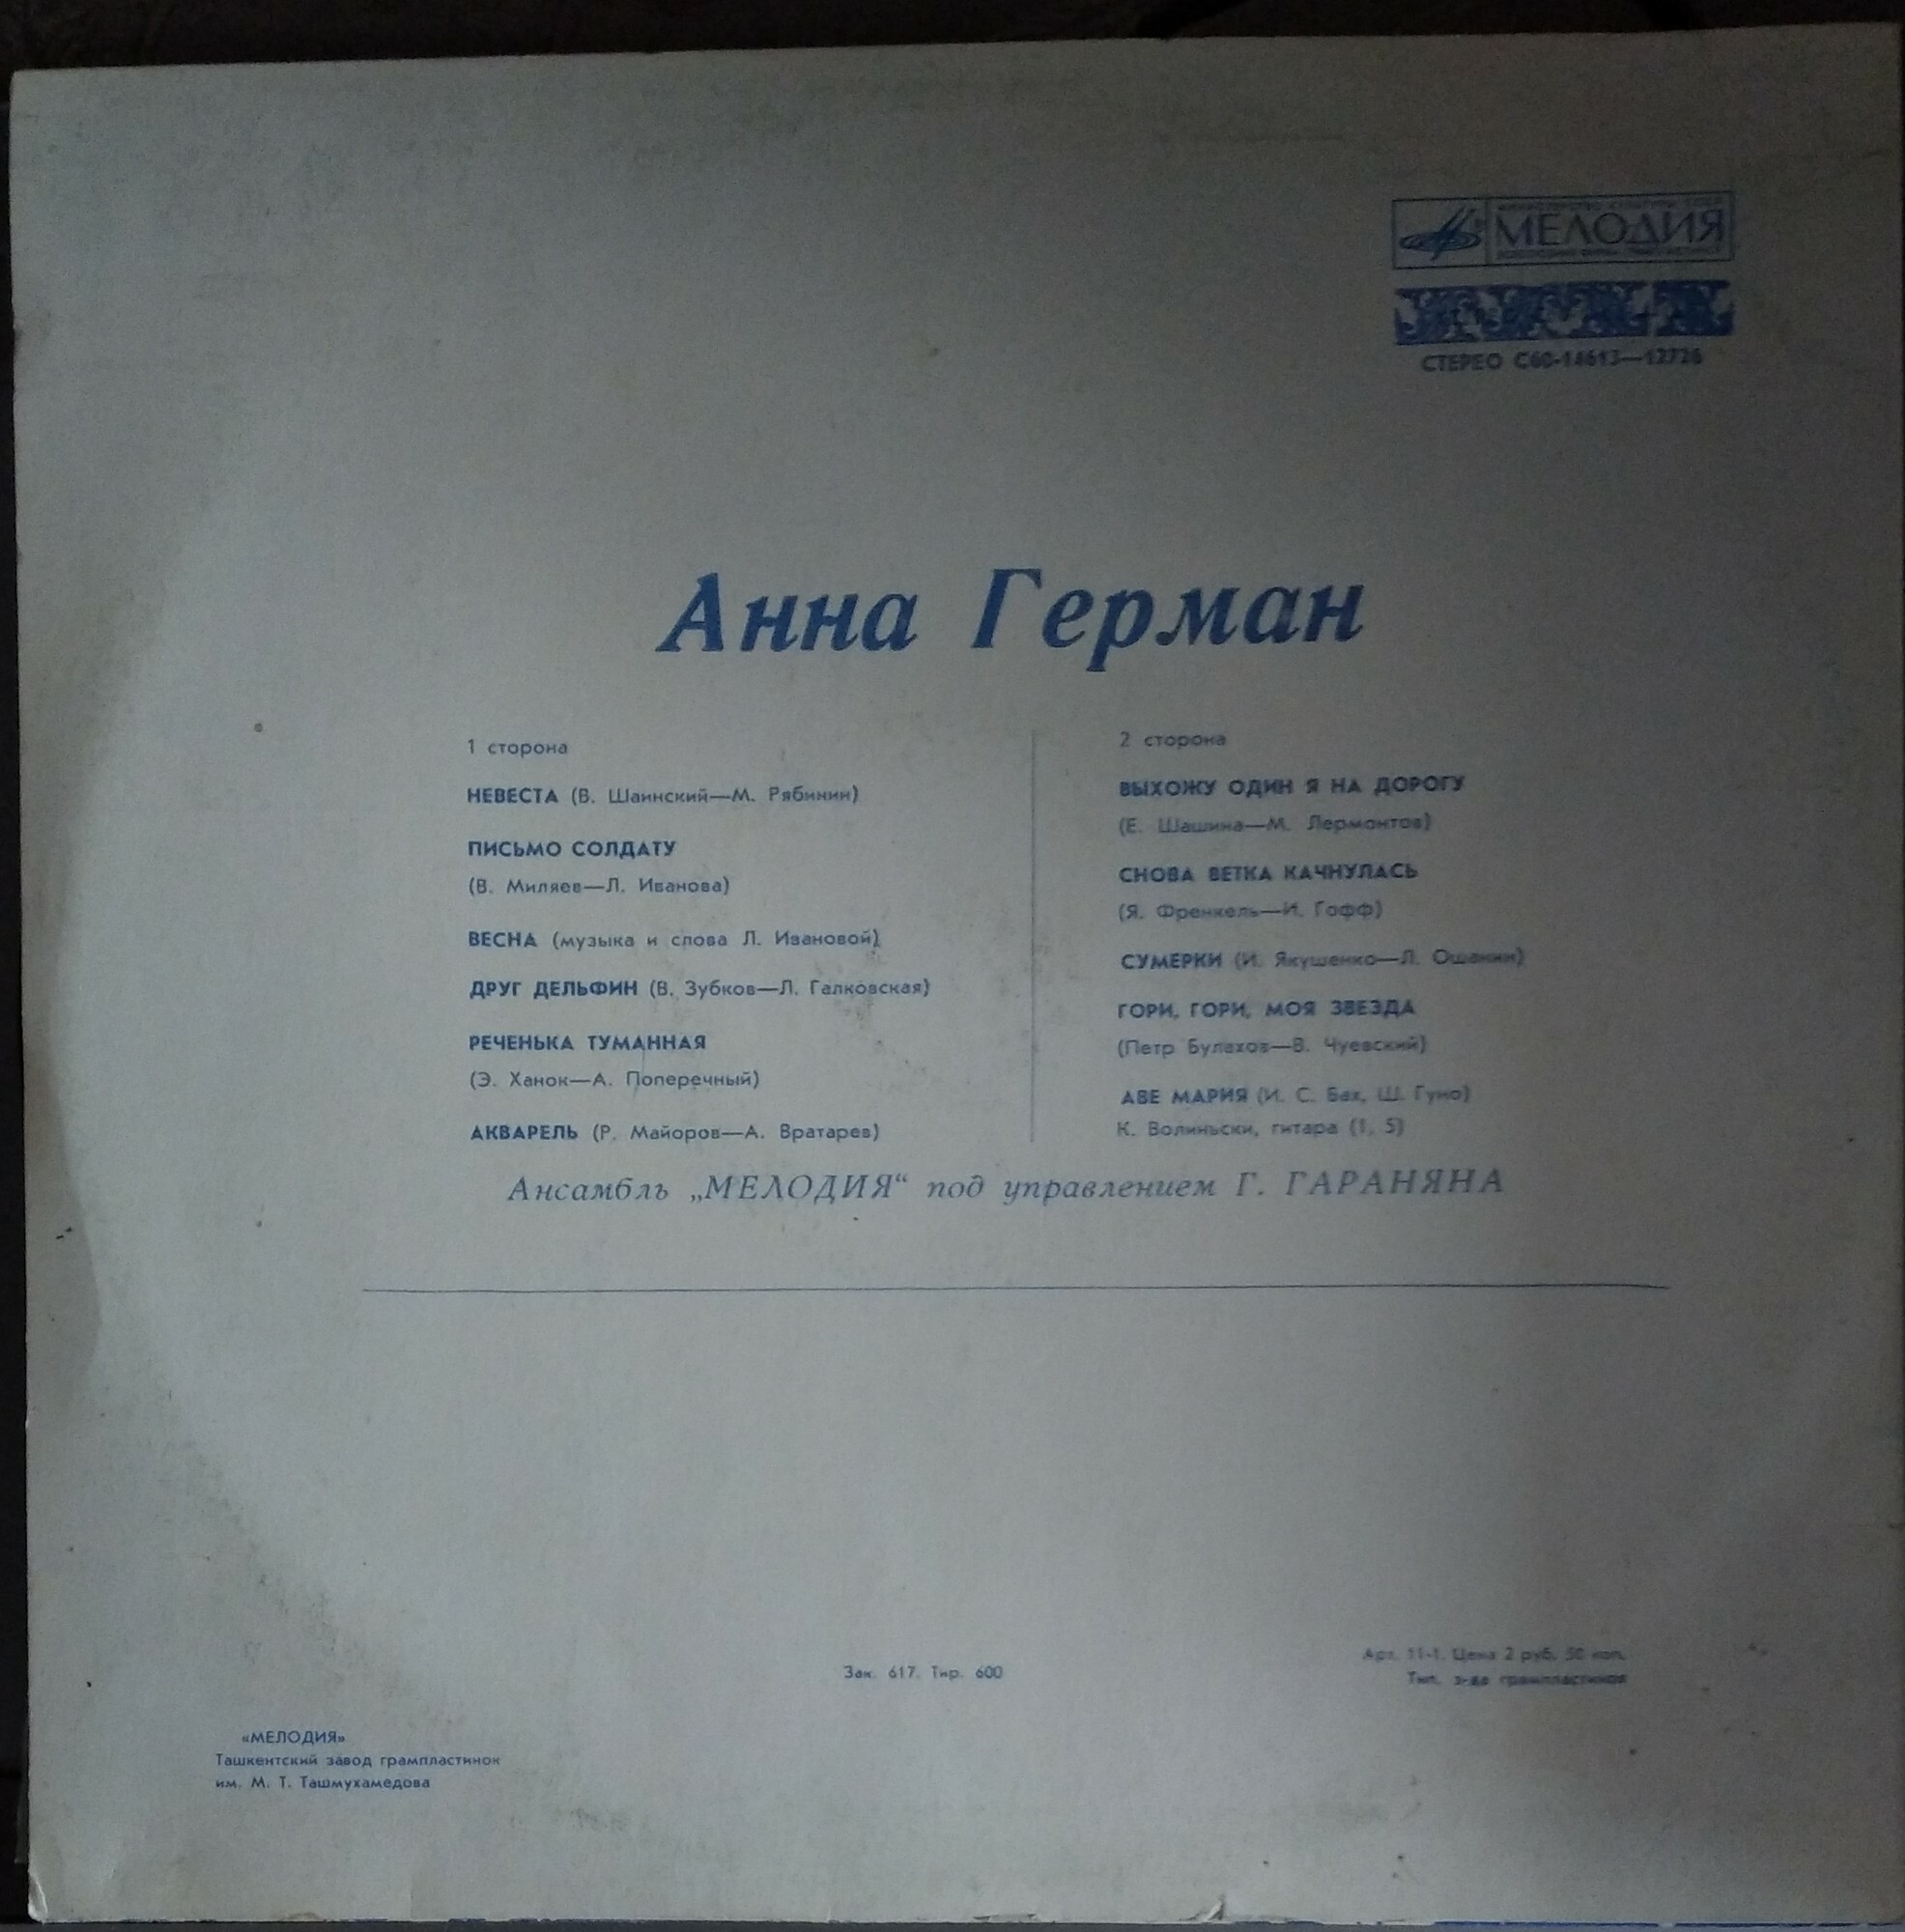 МЕЛОДИЯ
СТЕРЕО С60-14613—12726
Анна Герман
1 сторона
НЕВЕСТА (В. Шаинский—М. Рябинин)
ПИСЬМО СОЛДАТУ
(В. Миляев—Л. Иванова)
ВЕСНА (музыка и слова Л. Ивановой)
ДРУГ ДЕЛЬФИН (В. Зубков—Л. Галковская)
РЕЧЕНЬКА ТУМАННАЯ
(Э. Ханок—А. Поперечный)
АКВАРЕЛЬ (Р. Майоров—А. Вратарев)
2 сторона
ВЫХОЖУ ОДИН Я НА ДОРОГУ
(Е. Шашина—М. Лермонтов)
СНОВА ВЕТКА КАЧНУЛАСЬ
(Я. Френкель—И. Гофф)
СУМЕРКИ (И. Якушенко—Л. Ошанин)
ГОРИ, ГОРИ, МОЯ ЗВЕЗДА
(Петр Булахов—В. Чуевский)
АВЕ МАРИЯ (И. С. Бах, Ш. Гуно)
К. Волиньски, гитара (1, 5)
Ансамбль „МЕЛОДИЯ“ под управлением Г. ГАРАНЯНА
Зак. 617. Тир. 600
Арт. 11-1. Цена 2 руб. 50 коп.
Тип. з-да грампластинок
«МЕЛОДИЯ»
Ташкентский завод грампластинок
им. М. Т. Ташмухамедова